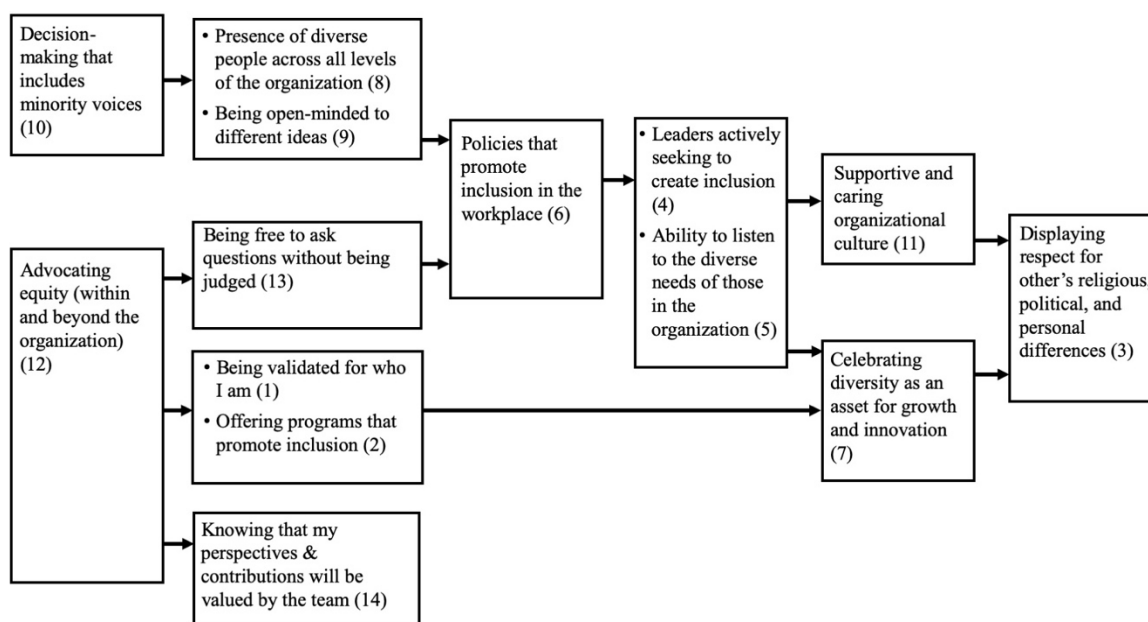 Decision-
making that
includes
minority voices
(10)
• Presence of diverse
people across all levels
of the organization (8)
• Being open-minded to
different ideas (9)
Policies that
promote
inclusion in the
workplace (6)
• Leaders actively
seeking to
create inclusion
(4)
• Ability to listen
to the diverse
needs of those
in the
organization (5)
Supportive and
caring
organizational
culture (11)
Displaying
respect for
other’s religious,
political, and
personal
differences (3)
Advocating
equity (within
and beyond the
organization)
(12)
Being free to ask
questions without being
judged (13)
• Being validated for who
I am (1)
• Offering programs that
promote inclusion (2)
Celebrating
diversity as an
asset for growth
and innovation
(7)
Knowing that my
perspectives &
contributions will be
valued by the team (14)